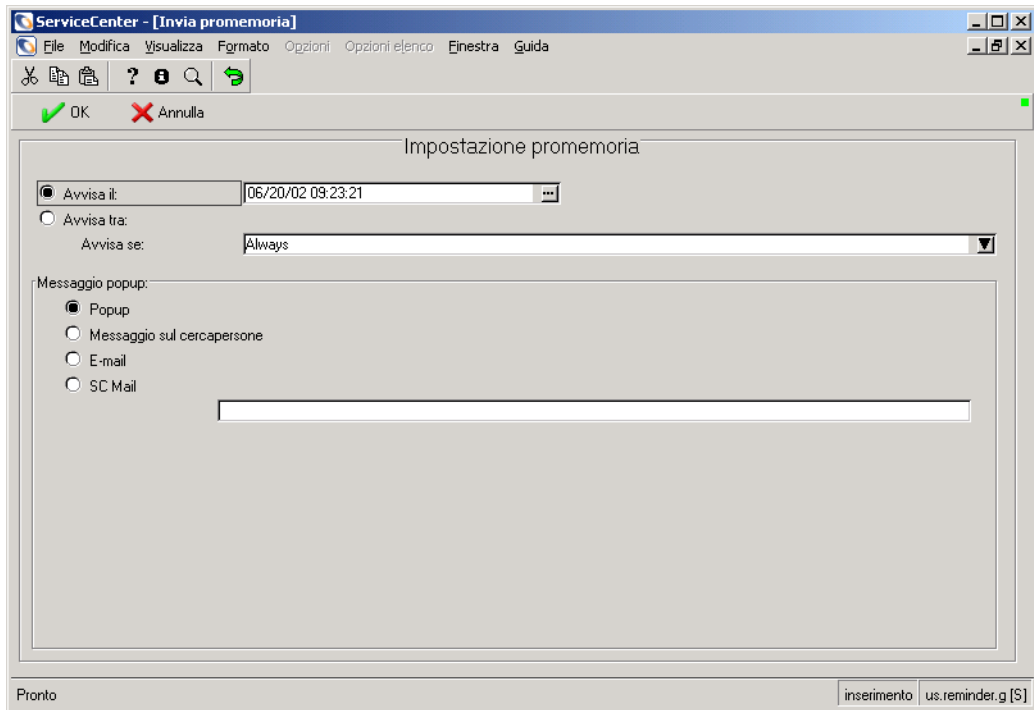 ServiceCenter - [Invia promemoria]
File Modifica Visualizza Formato Opzioni Opzioni elenco Finestra Guida
OK Annulla
Impostazione promemoria
Avvisa il: 06/20/02 09:23:21
Avvisa tra:
Avvisa se: Always
Messaggio popup:
Popup
Messaggio sul cercapersone
E-mail
SC Mail
Pronto inserimento us.reminder.g [S]